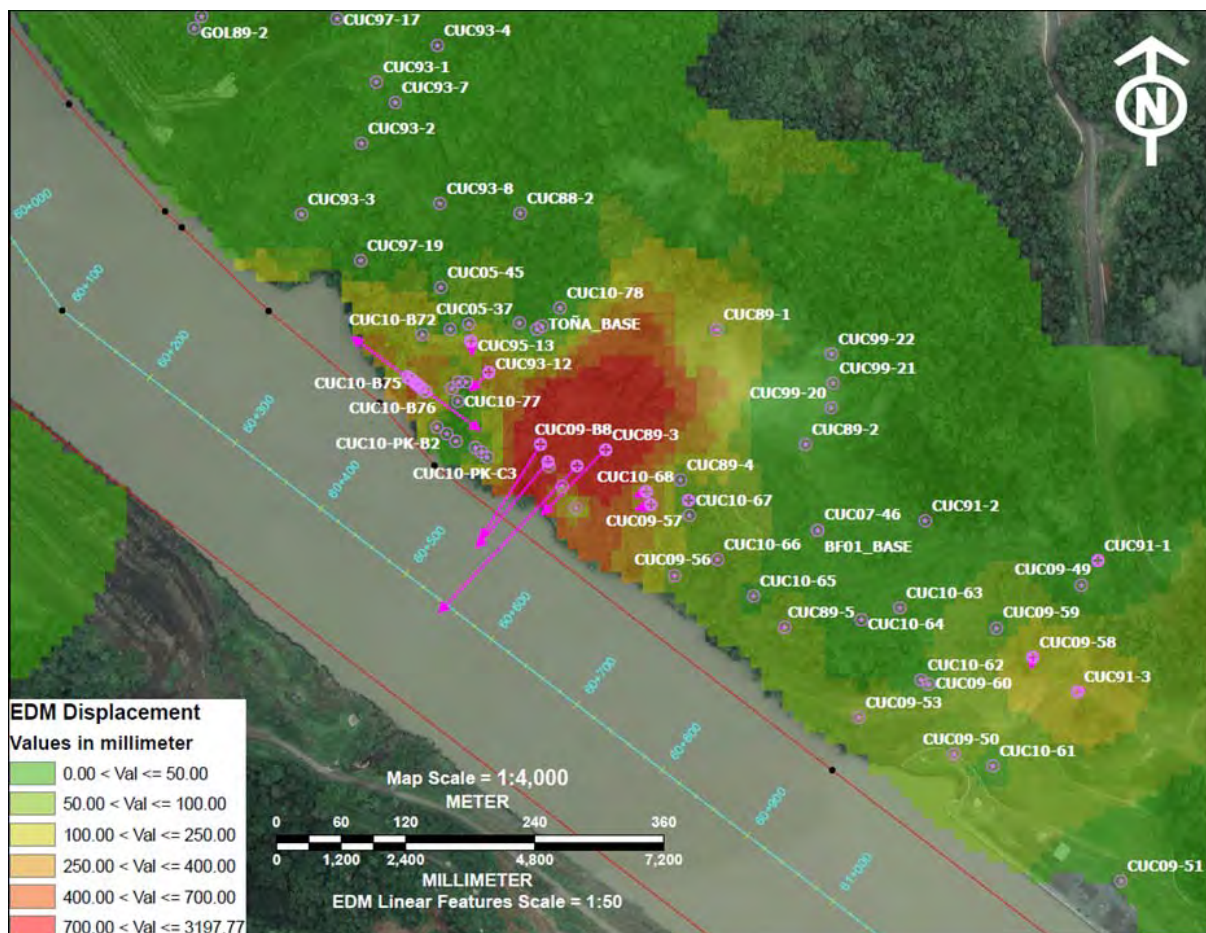 CUC97-17
GOL89-2
CUC93-4
N
CUC93-1
CUC93-7
CUC93-2
CUC93-8
CUC93-3
CUC88-2
60+000
CUC97-19
CUC05-45
60+100
CUC10-78
CUC10-B72
CUC05-37
TOÑA_BASE
CUC89-1
CUC95-13
CUC99-22
60+200
CUC93-12
CUC99-21
CUC10-B75
CUC99-20
CUC10-77
CUC10-B76
60+300
CUC09-B8
CUC89-3
CUC10-PK-B2
CUC89-2
CUC10-PK-C3
CUC89-4
CUC10-68
60+400
CUC10-67
CUC07-46
CUC91-2
CUC09-57
60+500
BF01_BASE
CUC10-66
CUC91-1
CUC09-56
CUC09-49
CUC10-65
60+600
CUC10-63
CUC09-59
CUC89-5
CUC10-64
CUC09-58
CUC10-62
60+700
CUC91-3
CUC09-60
CUC09-53
60+800
CUC09-50
CUC10-61
60+900
CUC09-51
61+000
EDM Displacement
Values in millimeter
0.00 < Val <= 50.00
50.00 < Val <= 100.00
100.00 < Val <= 250.00
250.00 < Val <= 400.00
400.00 < Val <= 700.00
700.00 < Val <= 3197.77
Map Scale = 1:4,000
METER
0 60 120 240 360
0 1,200 2,400 4,800 7,200
MILLIMETER
EDM Linear Features Scale = 1:50